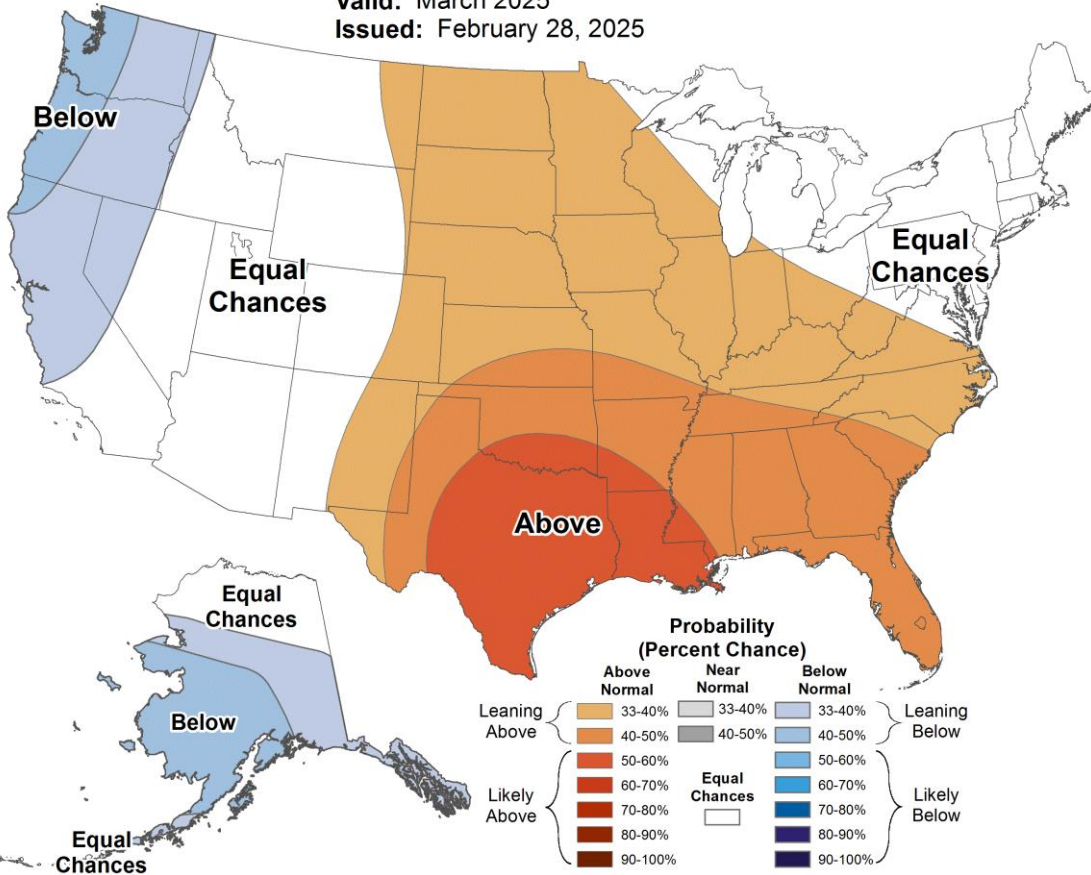 Valid: March 2025
Issued: February 28, 2025
Below
Equal
Chances
Equal
Chances
Above
Equal
Chances
Below
Equal
Chances
Probability
(Percent Chance)
Above
Normal
Near
Normal
Below
Normal
Leaning
Above
33-40%
33-40%
33-40%
Leaning
Below
40-50%
40-50%
40-50%
50-60%
50-60%
Likely
Above
60-70%
Equal
Chances
60-70%
Likely
Below
70-80%
70-80%
80-90%
80-90%
90-100%
90-100%